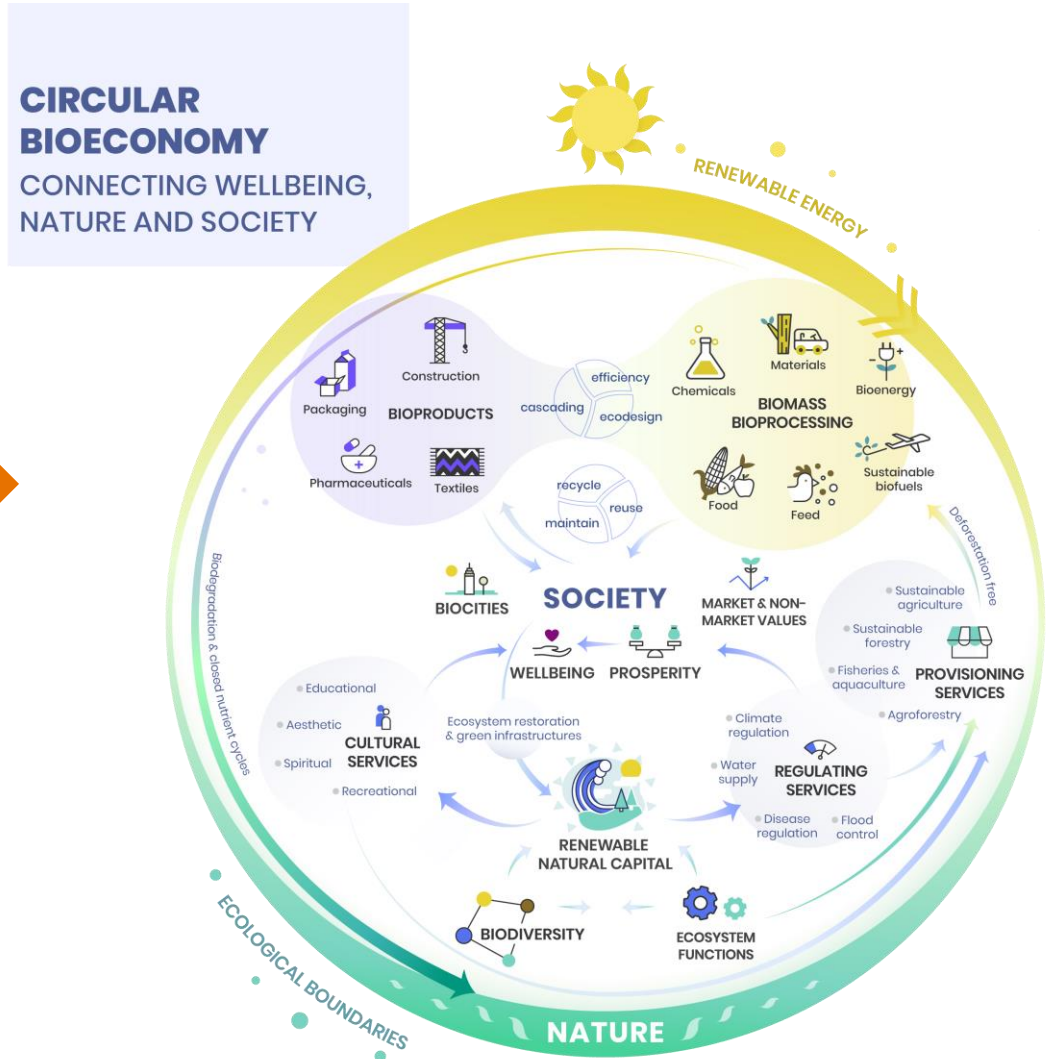 CIRCULAR
BIOECONOMY
CONNECTING WELLBEING,
NATURE AND SOCIETY
RENEWABLE ENERGY
Packaging
Construction
BIOPRODUCTS
Pharmaceuticals
Textiles
efficiency
cascading
ecodesign
recycle
reuse
maintain
Chemicals
Materials
Bioenergy
BIOMASS
BIOPROCESSING
Food
Feed
Sustainable
biofuels
Deforestation free
Biodegradation & closed nutrient cycles
BIOCITIES
SOCIETY
MARKET & NON-
MARKET VALUES
WELLBEING
PROSPERITY
Sustainable
agriculture
Sustainable
forestry
Fisheries &
aquaculture
Agroforestry
PROVISIONING
SERVICES
Educational
Aesthetic
Spiritual
Recreational
CULTURAL
SERVICES
Ecosystem restoration
& green infrastructures
Climate
regulation
Water
supply
Disease
regulation
Flood
control
REGULATING
SERVICES
RENEWABLE
NATURAL CAPITAL
BIODIVERSITY
ECOSYSTEM
FUNCTIONS
ECOLOGICAL BOUNDARIES
NATURE